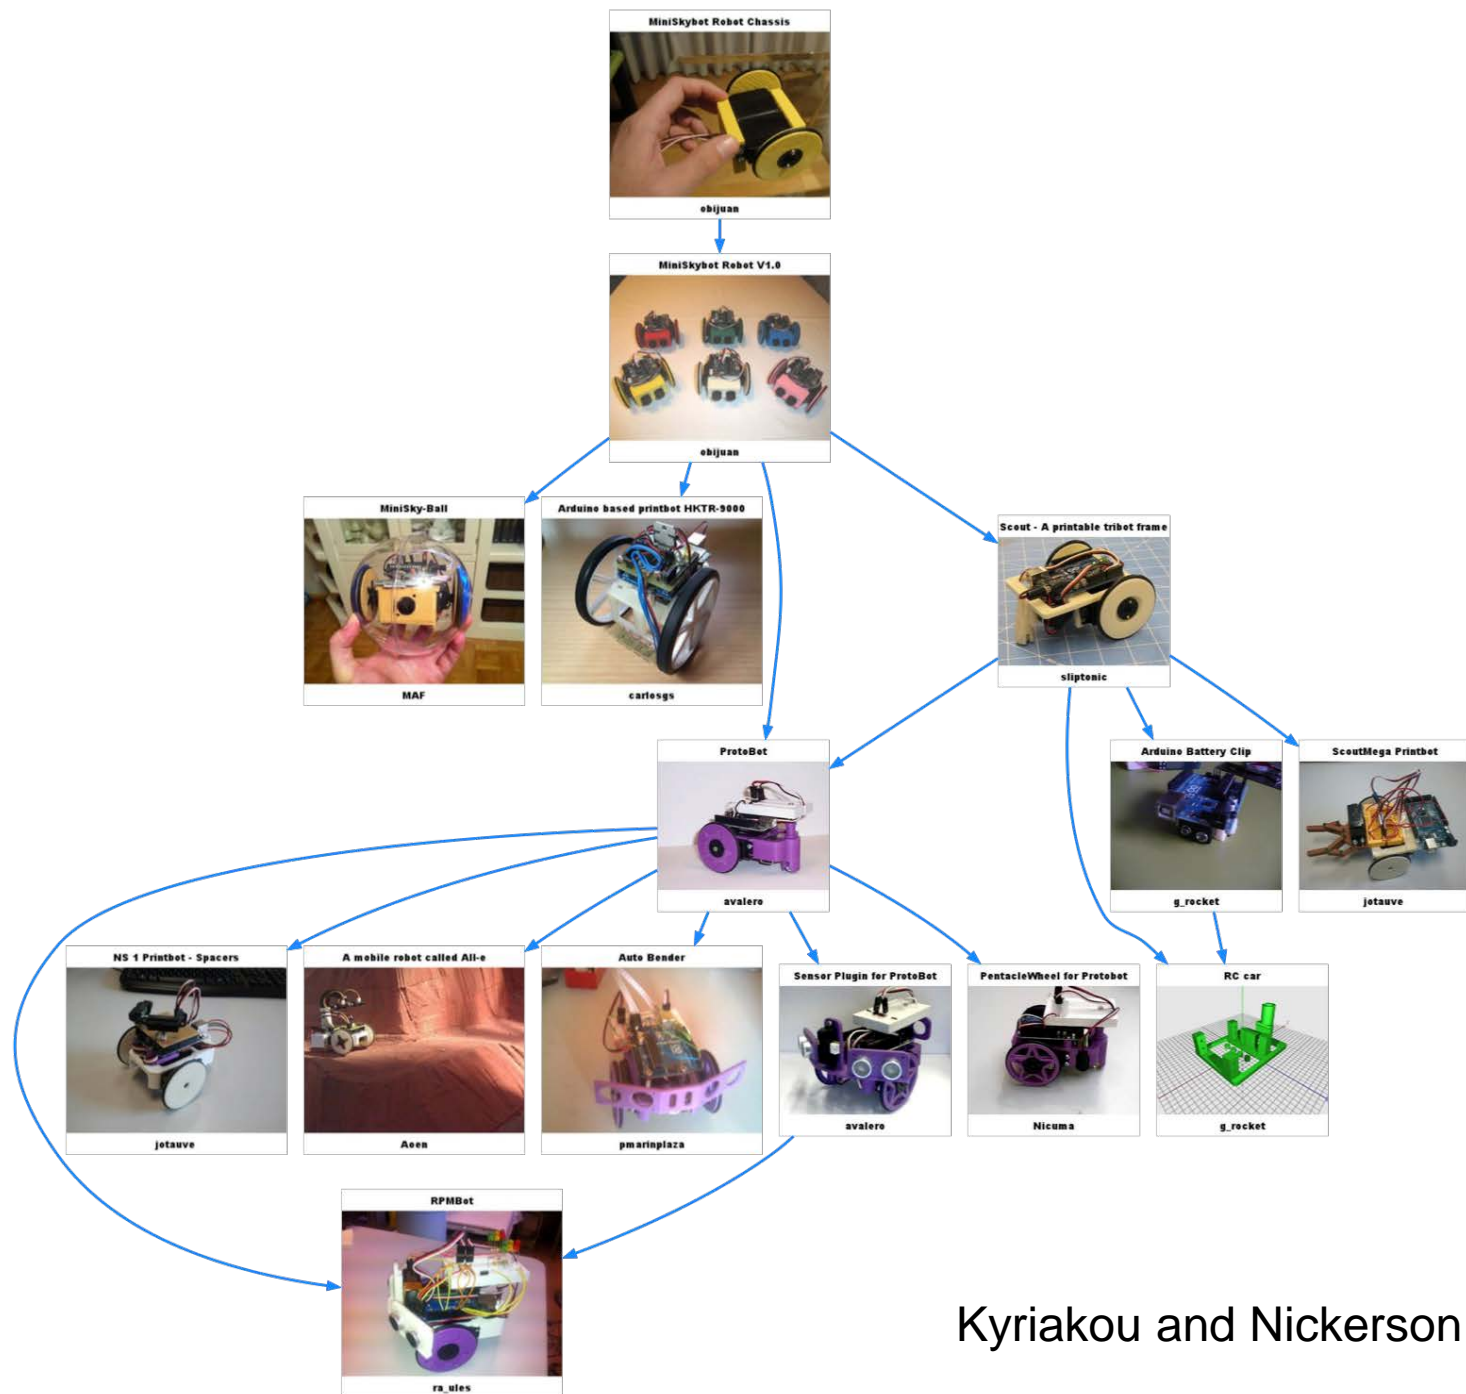 MiniSkybot Robot Chassis
obijuan
MiniSkybot Robot V1.0
obijuan
MiniSky-Ball
MAF
Arduino based printbot HKTR-9000
carlosgs
Scout - A printable tribot frame
sliptonic
ProtoBot
avalero
Arduino Battery Clip
g_rocket
ScoutMega Printbot
jotauve
NS 1 Printbot - Spacers
jotauve
A mobile robot called All-e
Aoen
Auto Bender
pmarinplaza
Sensor Plugin for ProtoBot
avalero
PentacleWheel for Protobot
Nicuma
RC car
g_rocket
RPMBot
ra_ules
Kyriakou and Nickerson